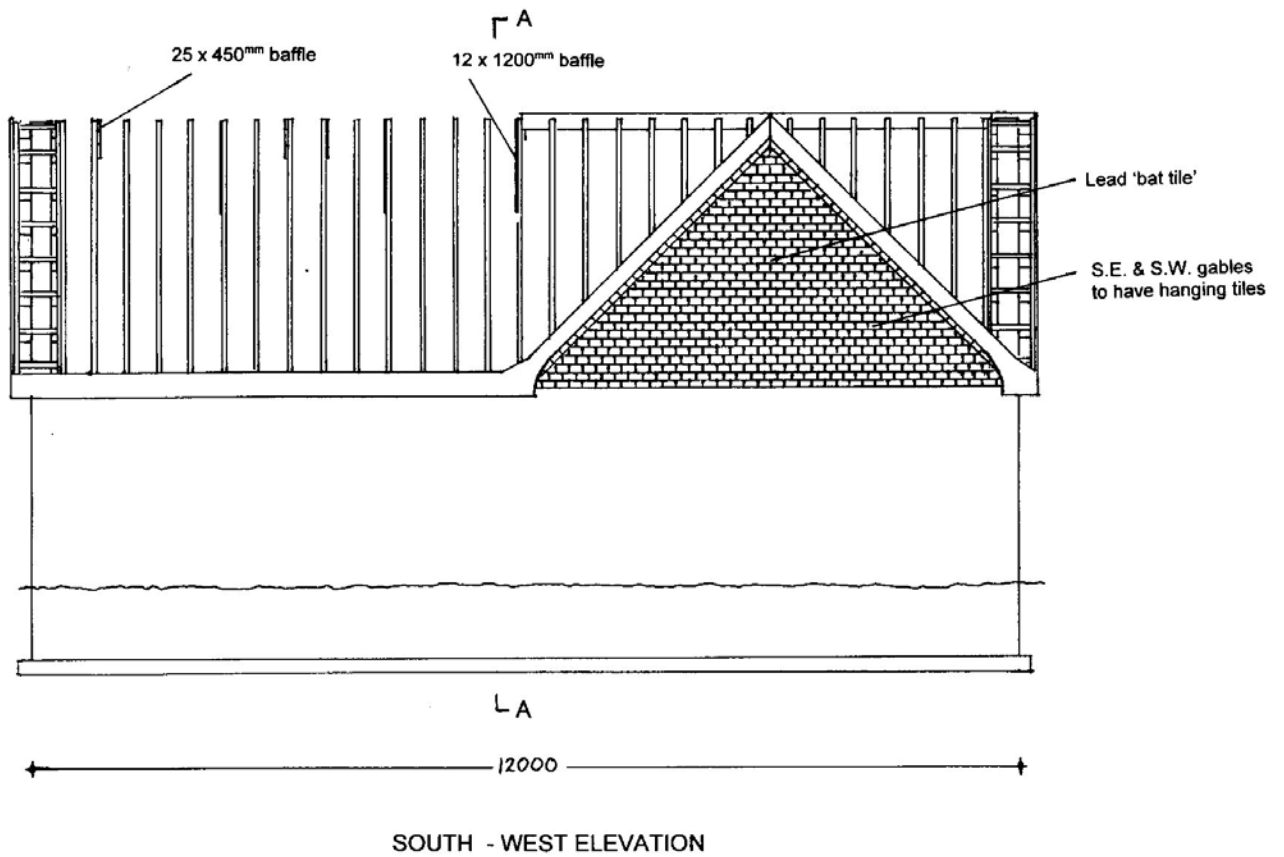 A
25 x 450mm baffle
12 x 1200mm baffle
Lead ‘bat tile’
S.E. & S.W. gables
to have hanging tiles
A
12000
SOUTH - WEST ELEVATION